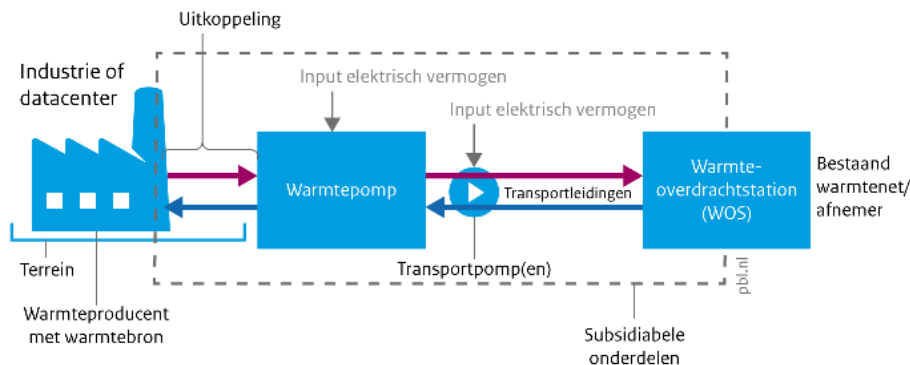 Uitkoppeling
Industrie of
datacenter
Input elektrisch vermogen
Input elektrisch vermogen
Warmtepomp
Transportleidingen
Warmte-
overdrachtstation
(WOS)
Bestaand
warmtenet/
afnemer
Terrein
Transportpomp(en)
pbl.nl
Warmteproducent
met warmtebron
Subsidiabele
onderdelen